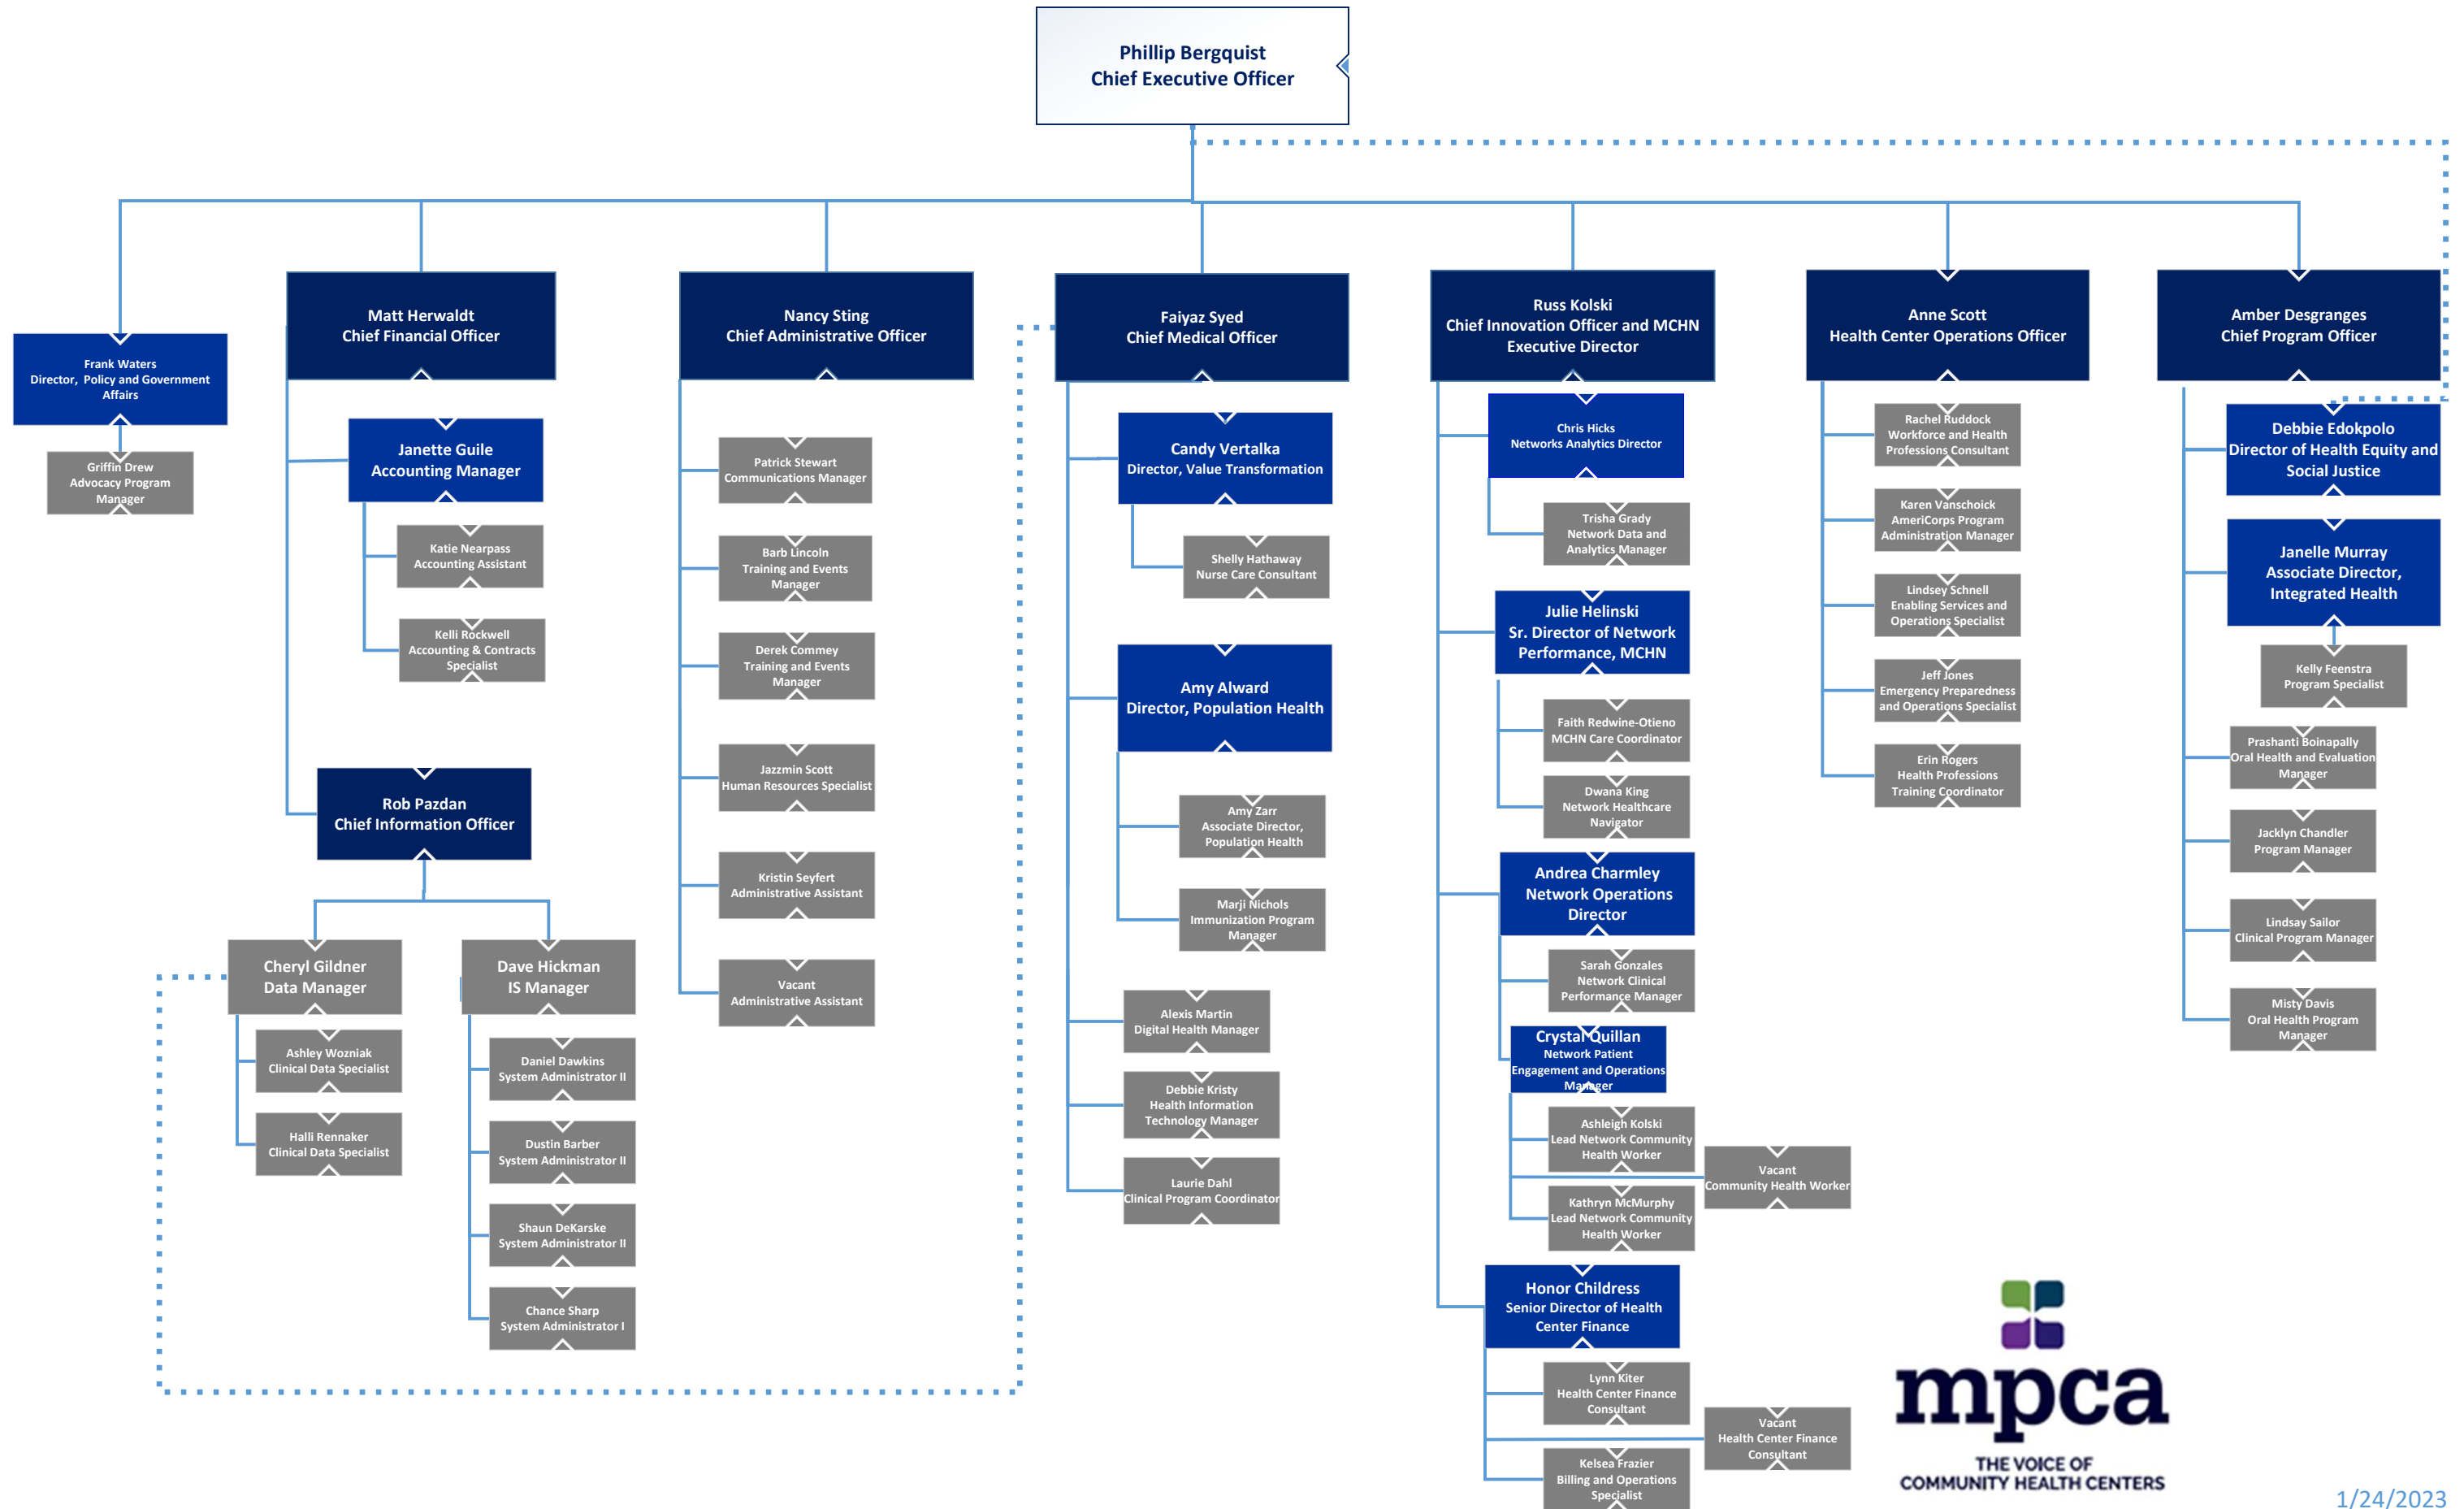 Phillip Bergquist
Chief Executive Officer
Frank Waters
Director, Policy and Government
Affairs
Griffin Drew
Advocacy Program
Manager
Matt Herwaldt
Chief Financial Officer
Janette Guile
Accounting Manager
Katie Nearpass
Accounting Assistant
Kelli Rockwell
Accounting & Contracts
Specialist
Rob Pazdan
Chief Information Officer
Cheryl Gildner
Data Manager
Ashley Wozniak
Clinical Data Specialist
Halli Rennaker
Clinical Data Specialist
Dave Hickman
IS Manager
Daniel Dawkins
System Administrator II
Dustin Barber
System Administrator II
Shaun DeKarske
System Administrator II
Chance Sharp
System Administrator I
Nancy Sting
Chief Administrative Officer
Patrick Stewart
Communications Manager
Barb Lincoln
Training and Events
Manager
Derek Commey
Training and Events
Manager
Jazzmin Scott
Human Resources Specialist
Kristin Seyfert
Administrative Assistant
Vacant
Administrative Assistant
Faiyaz Syed
Chief Medical Officer
Candy Vertalka
Director, Value Transformation
Shelly Hathaway
Nurse Care Consultant
Amy Alward
Director, Population Health
Amy Zarr
Associate Director,
Population Health
Marji Nichols
Immunization Program
Manager
Alexis Martin
Digital Health Manager
Debbie Kristy
Health Information
Technology Manager
Laurie Dahl
Clinical Program Coordinator
Russ Kolski
Chief Innovation Officer and MCHN
Executive Director
Chris Hicks
Networks Analytics Director
Trisha Grady
Network Data and
Analytics Manager
Julie Helinski
Sr. Director of Network
Performance, MCHN
Faith Redwine-Otieno
MCHN Care Coordinator
Dwana King
Network Healthcare
Navigator
Andrea Charmley
Network Operations
Director
Sarah Gonzales
Network Clinical
Performance Manager
Crystal Quillan
Network Patient
Engagement and Operations
Manager
Ashleigh Kolski
Lead Network Community
Health Worker
Vacant
Community Health Worker
Kathryn McMurphy
Lead Network Community
Health Worker
Honor Childress
Senior Director of Health
Center Finance
Lynn Kiter
Health Center Finance
Consultant
Vacant
Health Center Finance
Consultant
Kelsea Frazier
Billing and Operations
Specialist
Anne Scott
Health Center Operations Officer
Rachel Ruddock
Workforce and Health
Professions Consultant
Karen Vanschoick
AmeriCorps Program
Administration Manager
Lindsey Schnell
Enabling Services and
Operations Specialist
Jeff Jones
Emergency Preparedness
and Operations Specialist
Erin Rogers
Health Professions
Training Coordinator
Amber Desgranges
Chief Program Officer
Debbie Edokpolo
Director of Health Equity and
Social Justice
Janelle Murray
Associate Director,
Integrated Health
Kelly Feenstra
Program Specialist
Prashanti Boinapally
Oral Health and Evaluation
Manager
Jacklyn Chandler
Program Manager
Lindsay Sailor
Clinical Program Manager
Misty Davis
Oral Health Program
Manager
mpca
THE VOICE OF
COMMUNITY HEALTH CENTERS
1/24/2023